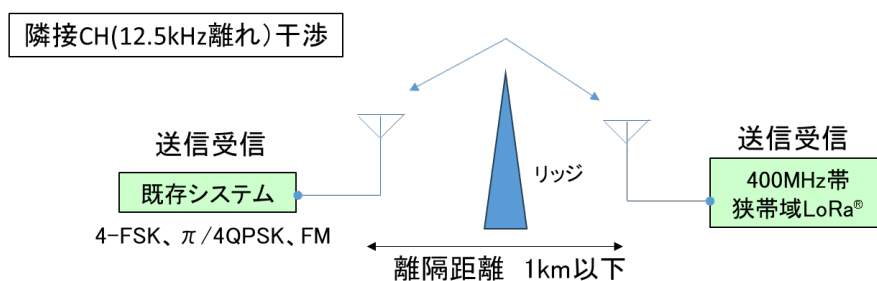 隣接CH(12.5kHz離れ)干渉
送信受信
既存システム
4-FSK、π/4QPSK、FM
リッジ
離隔距離 1km以下
送信受信
400MHz帯
狭帯域LoRa®